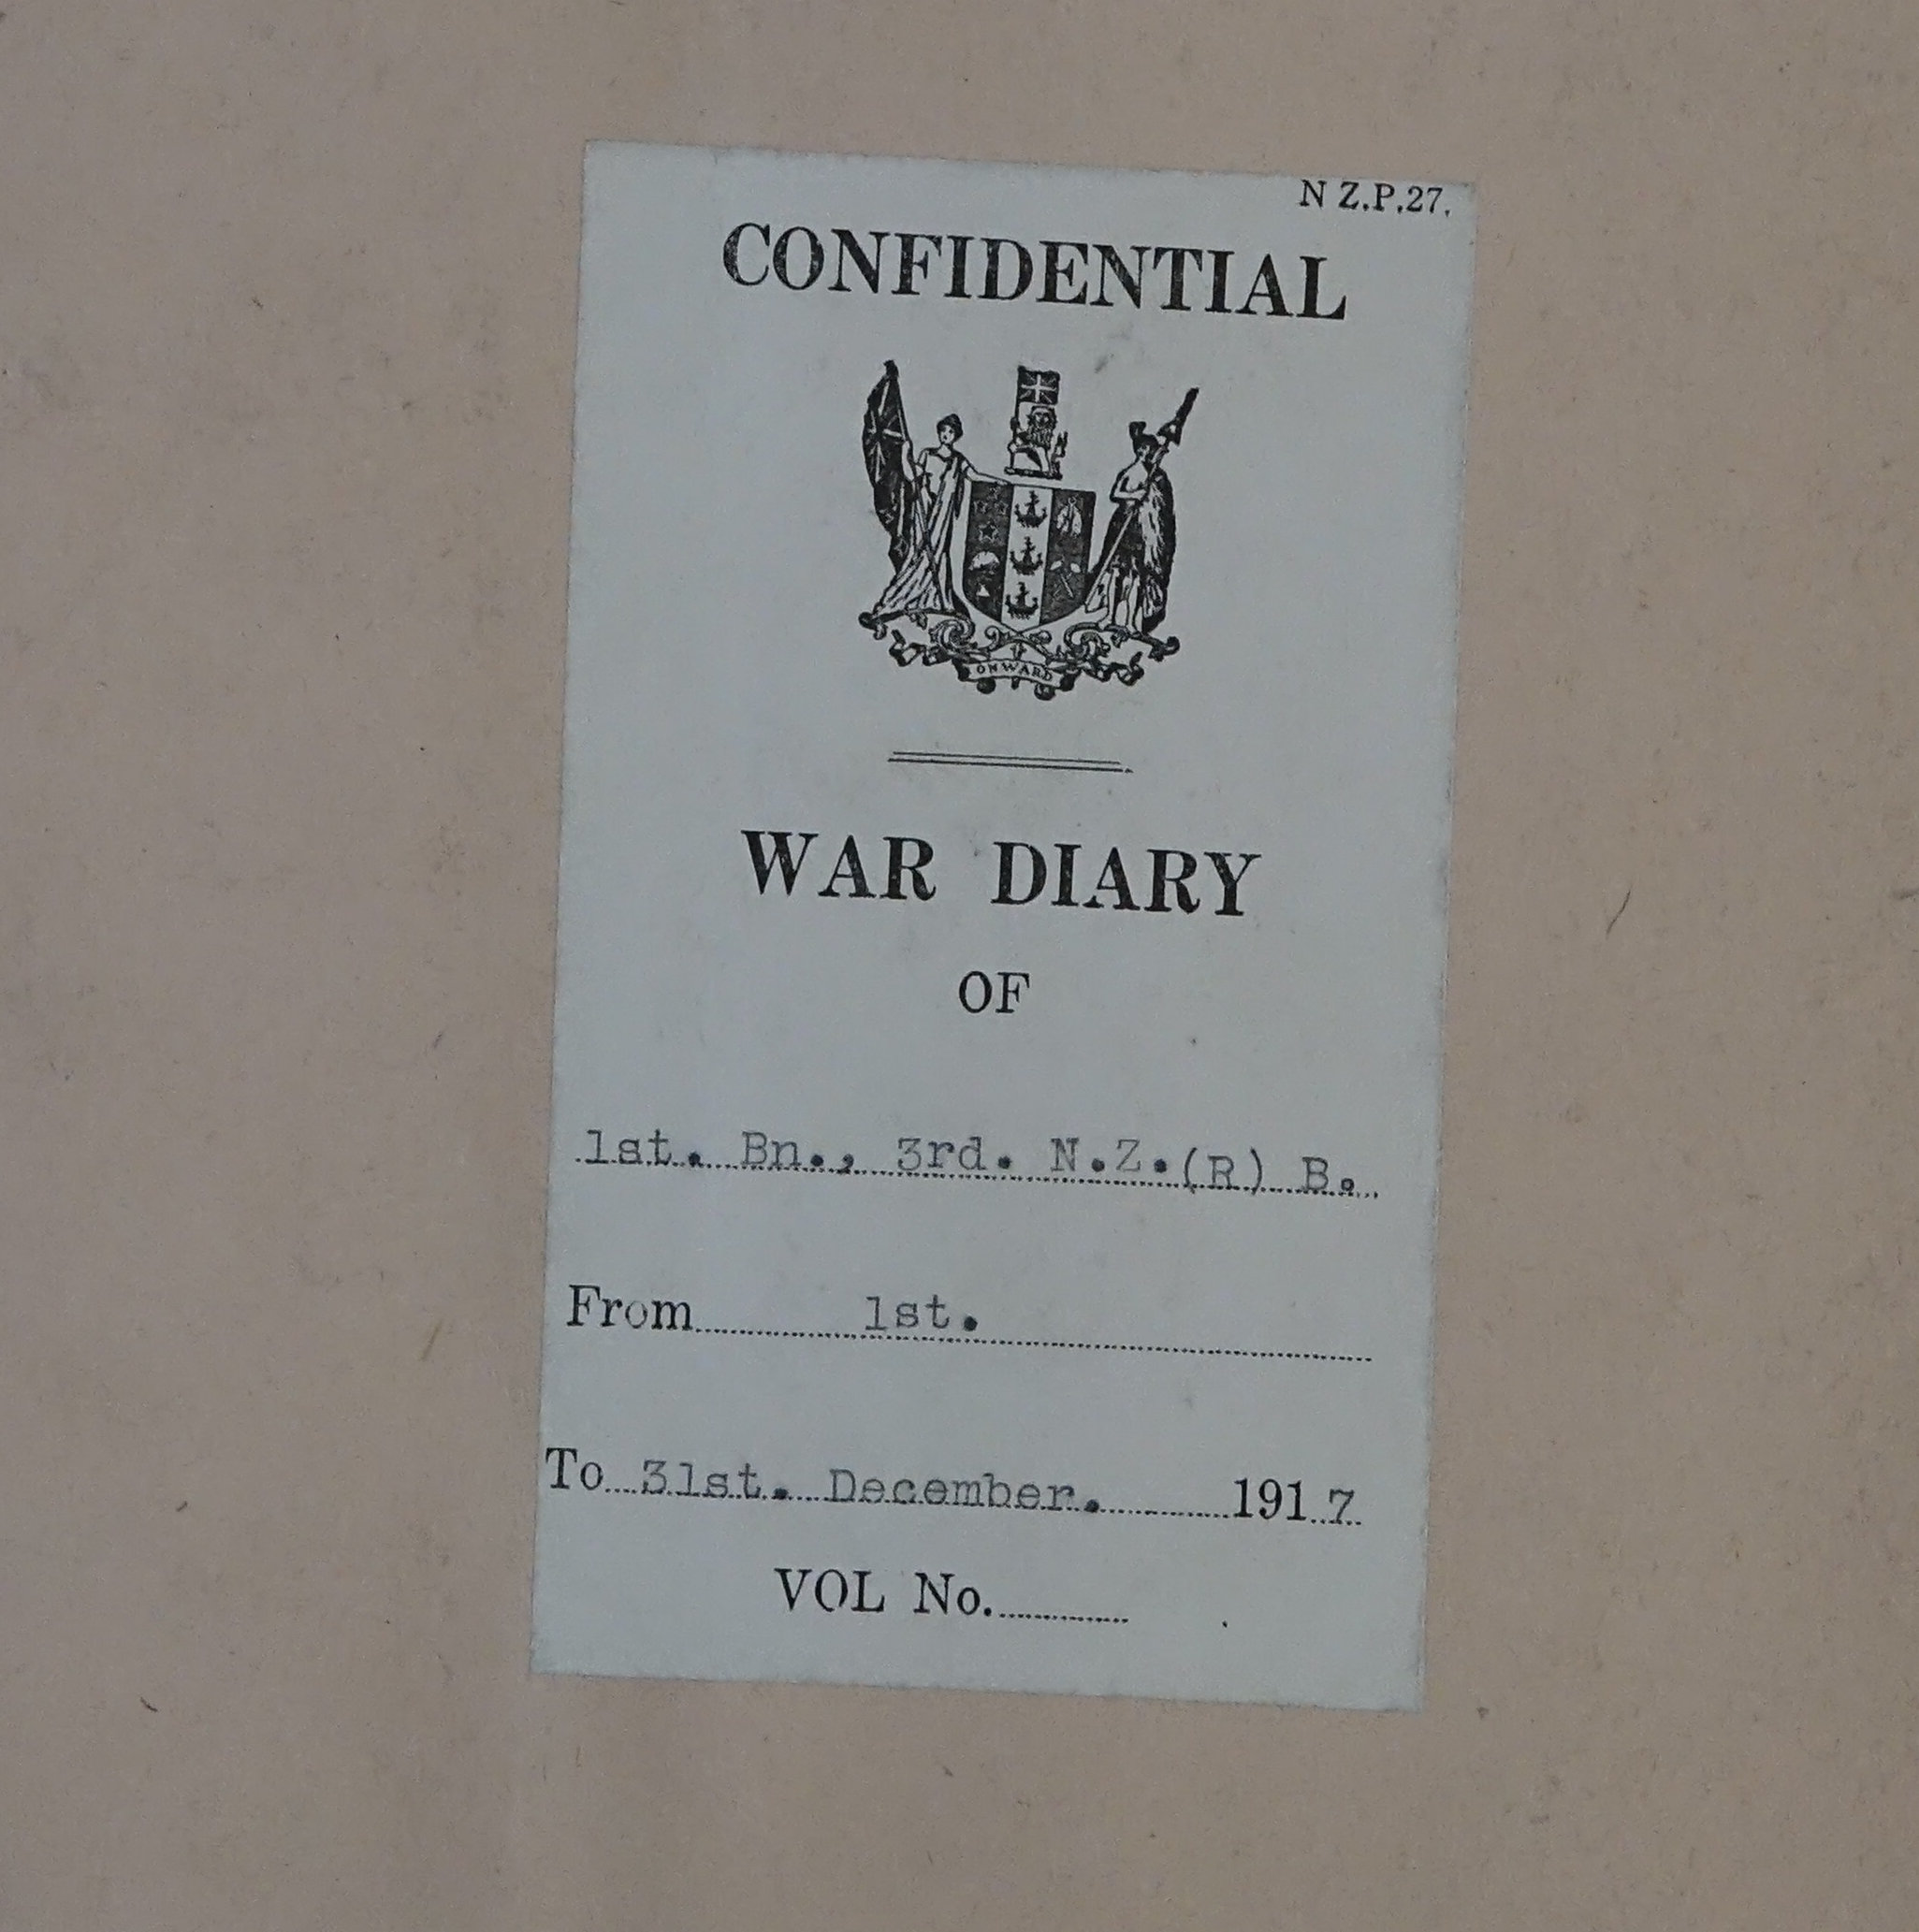 N Z.P.27.
CONFIDENTIAL
ONWARD
WAR DIARY
OF
1st. Bn., 3rd. N.Z.(R) B.
From 1st.
To 31st. December. 1917
VOL No.